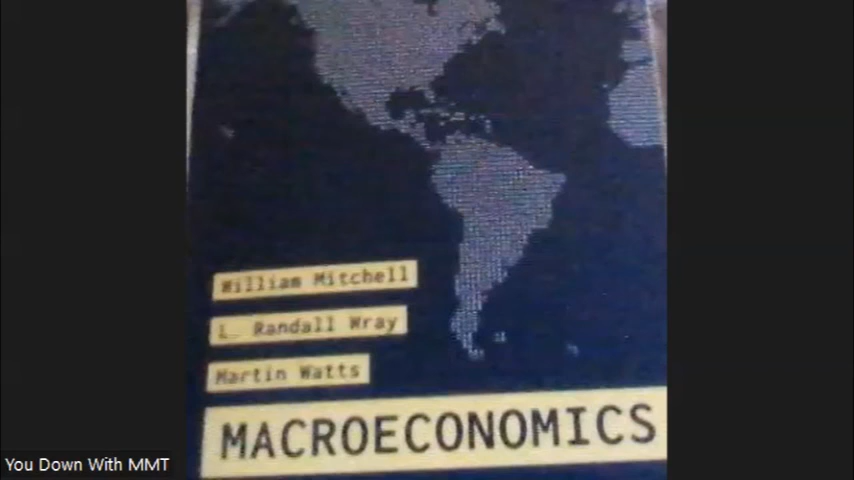 William Mitchell
L. Randall Wray
Martin Watts
MACROECONOMICS
You Down With MMT